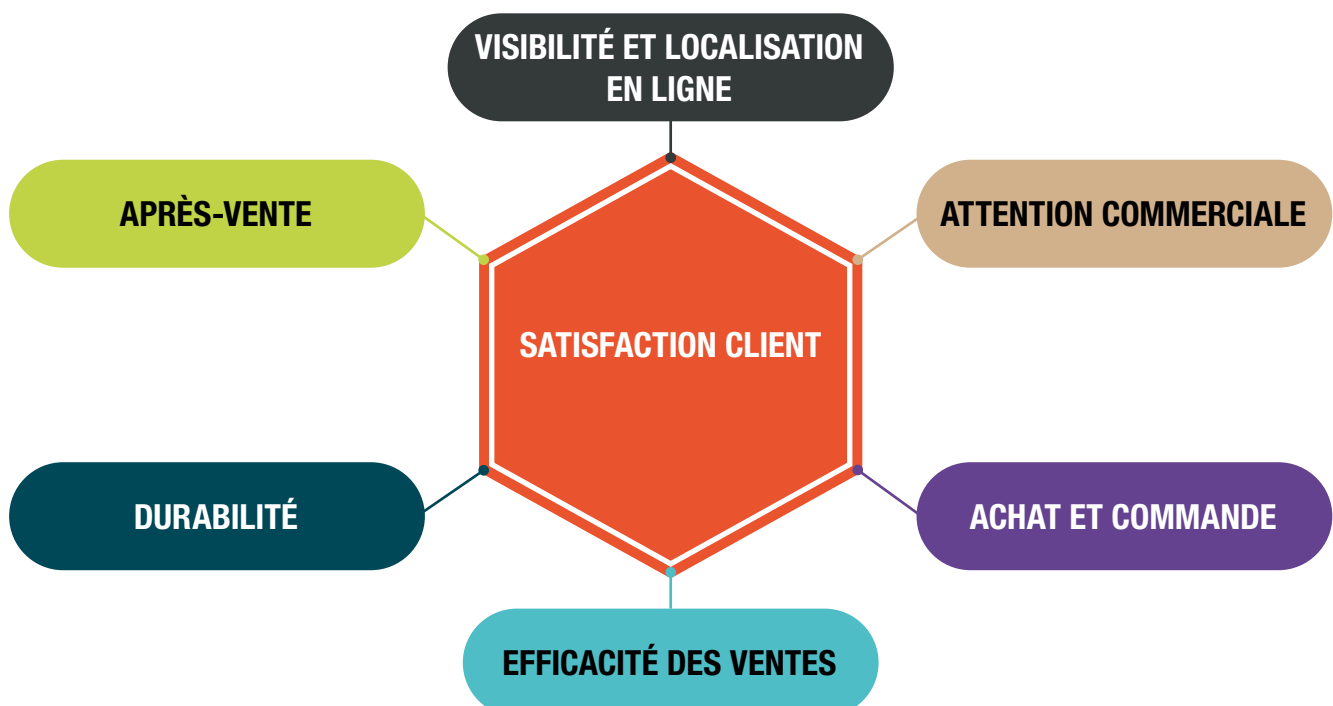 VISIBILITÉ ET LOCALISATION
EN LIGNE
APRÈS-VENTE
ATTENTION COMMERCIALE
SATISFACTION CLIENT
DURABILITÉ
ACHAT ET COMMANDE
EFFICACITÉ DES VENTES